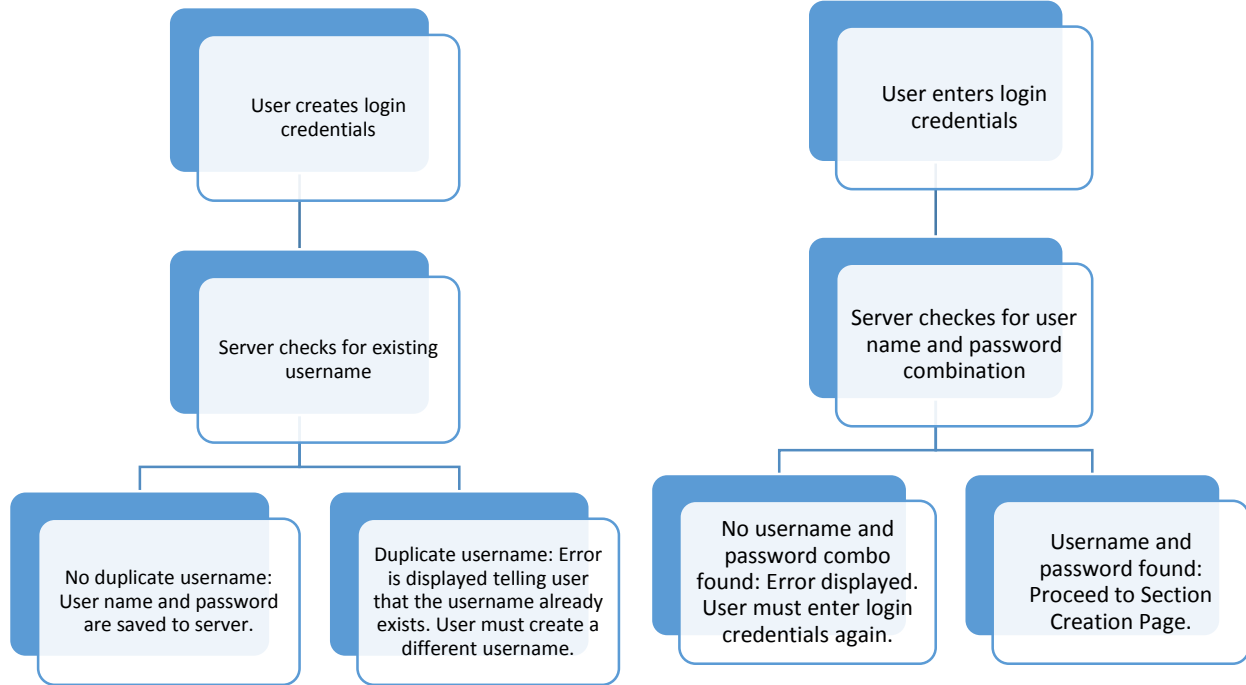 User creates login
credentials
Server checks for existing
username
No duplicate username:
User name and password
are saved to server.
Duplicate username: Error
is displayed telling user
that the username already
exists. User must create a
different username.
User enters login
credentials
Server checkes for user
name and password
combination
No username and
password combo
found: Error displayed.
User must enter login
credentials again.
Username and
password found:
Proceed to Section
Creation Page.